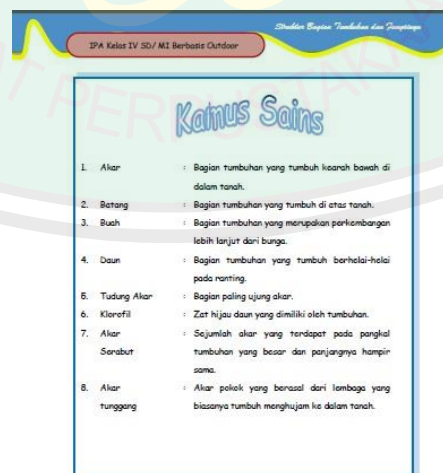 Struktur Bagian Tumbuhan dan Fungsinya
IPA Kelas IV SD/ MI Berbasis Outdoor
Kamus Sains
1. Akar : Bagian tumbuhan yang tumbuh kearah bawah di
dalam tanah.
2. Batang : Bagian tumbuhan yang tumbuh di atas tanah.
3. Buah : Bagian tumbuhan yang merupakan perkembangan
lebih lanjut dari bunga.
4. Daun : Bagian tumbuhan yang tumbuh berhelai-helai
pada ranting.
5. Tudung Akar : Bagian paling ujung akar.
6. Klorofil : Zat hijau daun yang dimiliki oleh tumbuhan.
7. Akar : Sejumlah akar yang terdapat pada pangkal
Serabut tumbuhan yang besar dan panjangnya hampir
sama.
8. Akar : Akar pokok yang berasal dari lembaga yang
tunggang biasanya tumbuh menghujam ke dalam tanah.